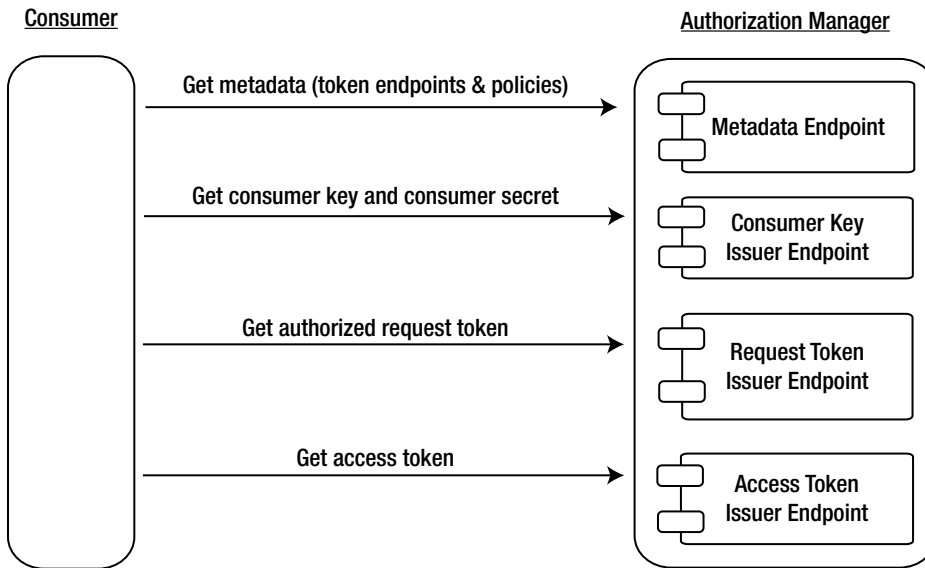 Consumer
Authorization Manager
Get metadata (token endpoints & policies)
Metadata Endpoint
Get consumer key and consumer secret
Consumer Key
Issuer Endpoint
Get authorized request token
Request Token
Issuer Endpoint
Get access token
Access Token
Issuer Endpoint